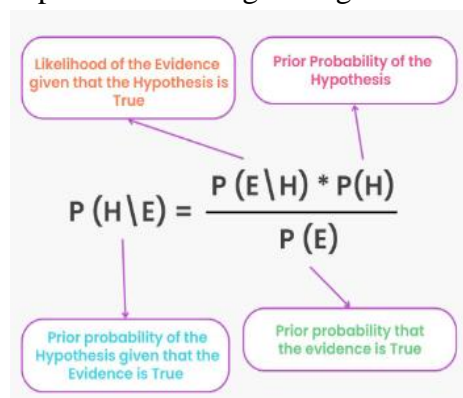 Likelihood of the Evidence
given that the Hypothesis is
True
Prior Probability of the
Hypothesis
P (E\H) * P(H)
P (H\E) =
P (E)
Prior probability of the
Hypothesis given that the
Evidence is True
Prior probability that
the evidence is True